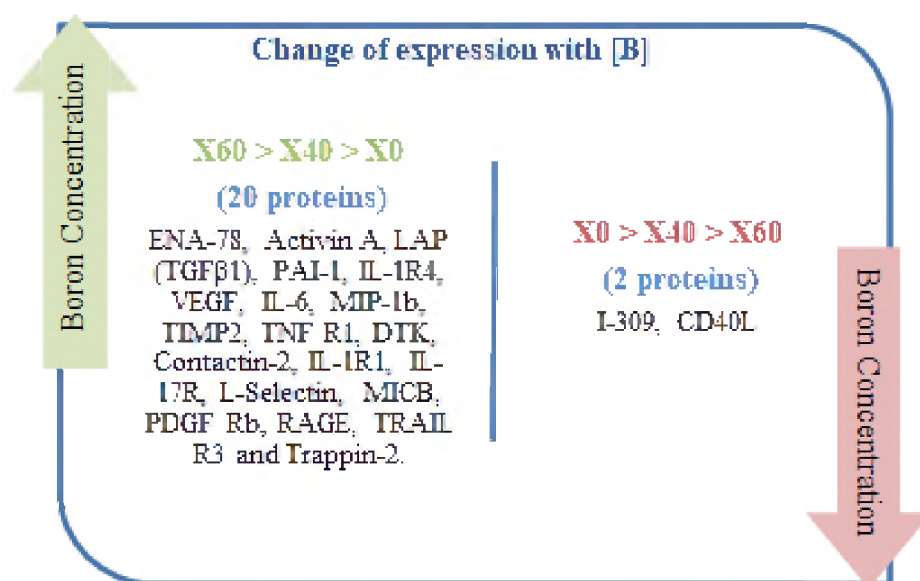 Change of expression with [B]
Boron Concentration
X60 > X40 > X0
(20 proteins)
ENA-78, Activin A, LAP
(TGFβ1), PAI-1, IL-1R4,
VEGF, IL-6, MIP-1b,
TIMP2, TNF R1, DTK,
Contactin-2, IL-1R1, IL-
17R, L-Selectin, MICB,
PDGF Rb, RAGE, TRAIL
R3 and Trappin-2.
X0 > X40 > X60
(2 proteins)
I-309, CD40L
Boron Concentration